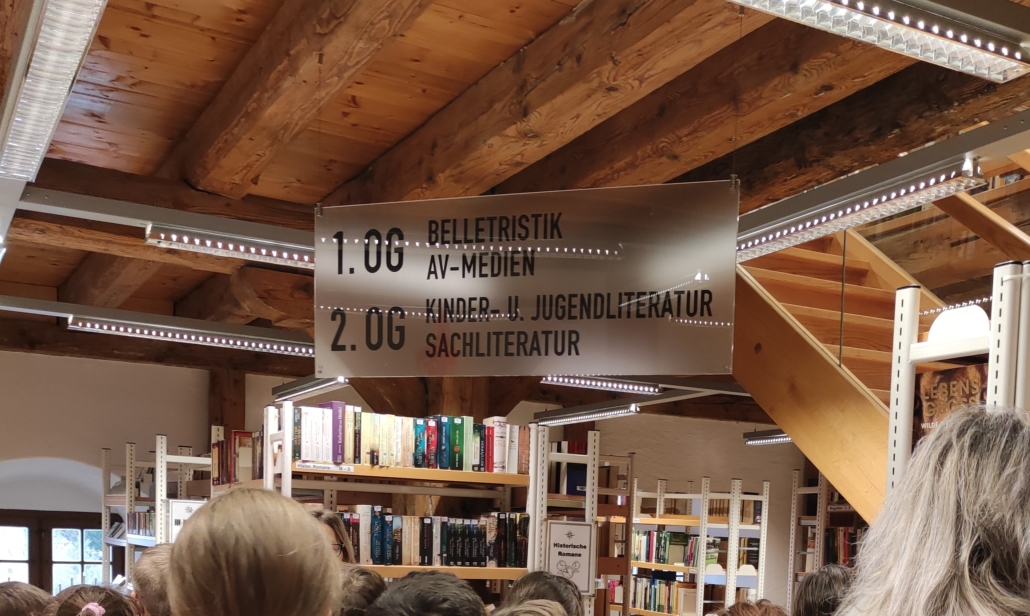 1. OG
BELLETRISTIK
AV-MEDIEN
2. OG
KINDER- U. JUGENDLITERATUR
SACHLITERATUR
Historische
Romane